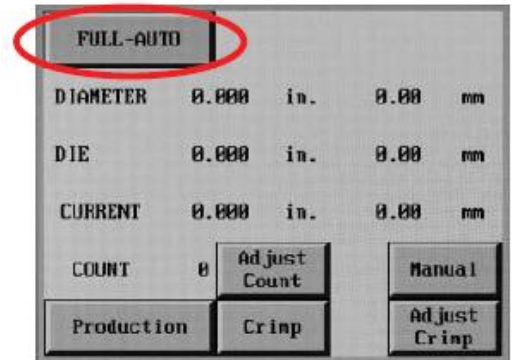 FULL-AUTO
DIAMETER 0.000 in. 0.00 mm
DIE 0.000 in. 0.00 mm
CURRENT 0.000 in. 0.00 mm
COUNT 0 Adjust Count Manual
Production Crimp Adjust Crimp